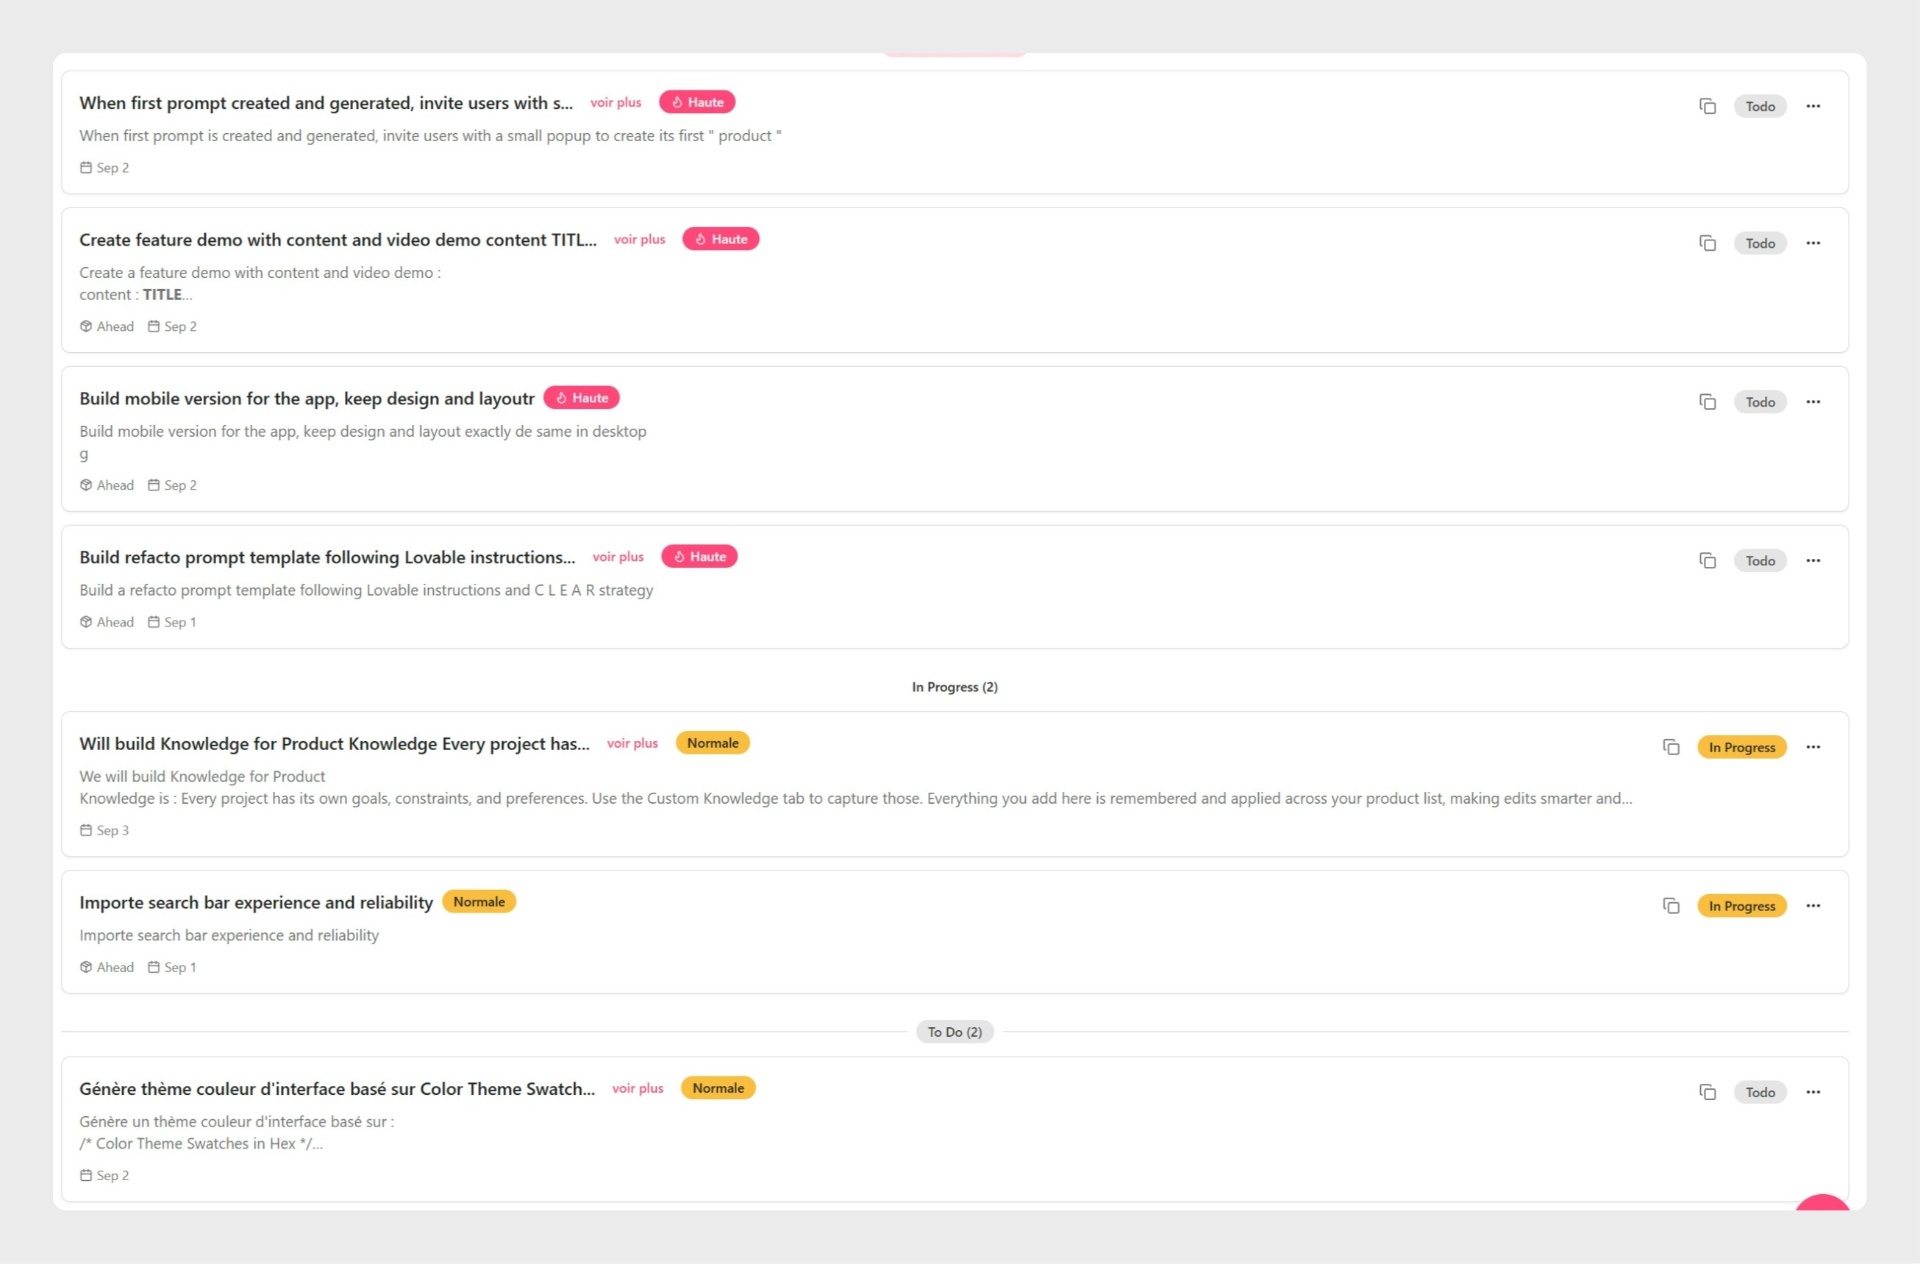 When first prompt created and generated, invite users with s... voir plus Haute Todo
When first prompt is created and generated, invite users with a small popup to create its first " product "
Sep 2
Create feature demo with content and video demo content TITL... voir plus Haute Todo
Create a feature demo with content and video demo :
content : TITLE...
Ahead Sep 2
Build mobile version for the app, keep design and layoutr Haute Todo
Build mobile version for the app, keep design and layout exactly de same in desktop
g
Ahead Sep 2
Build refacto prompt template following Lovable instructions... voir plus Haute Todo
Build a refacto prompt template following Lovable instructions and C L E A R strategy
Ahead Sep 1
In Progress (2)
Will build Knowledge for Product Knowledge Every project has... voir plus Normale In Progress
We will build Knowledge for Product
Knowledge is : Every project has its own goals, constraints, and preferences. Use the Custom Knowledge tab to capture those. Everything you add here is remembered and applied across your product list, making edits smarter and...
Sep 3
Importe search bar experience and reliability Normale In Progress
Importe search bar experience and reliability
Ahead Sep 1
To Do (2)
Génère thème couleur d'interface basé sur Color Theme Swatch... voir plus Normale Todo
Génère un thème couleur d'interface basé sur :
/* Color Theme Swatches in Hex */...
Sep 2